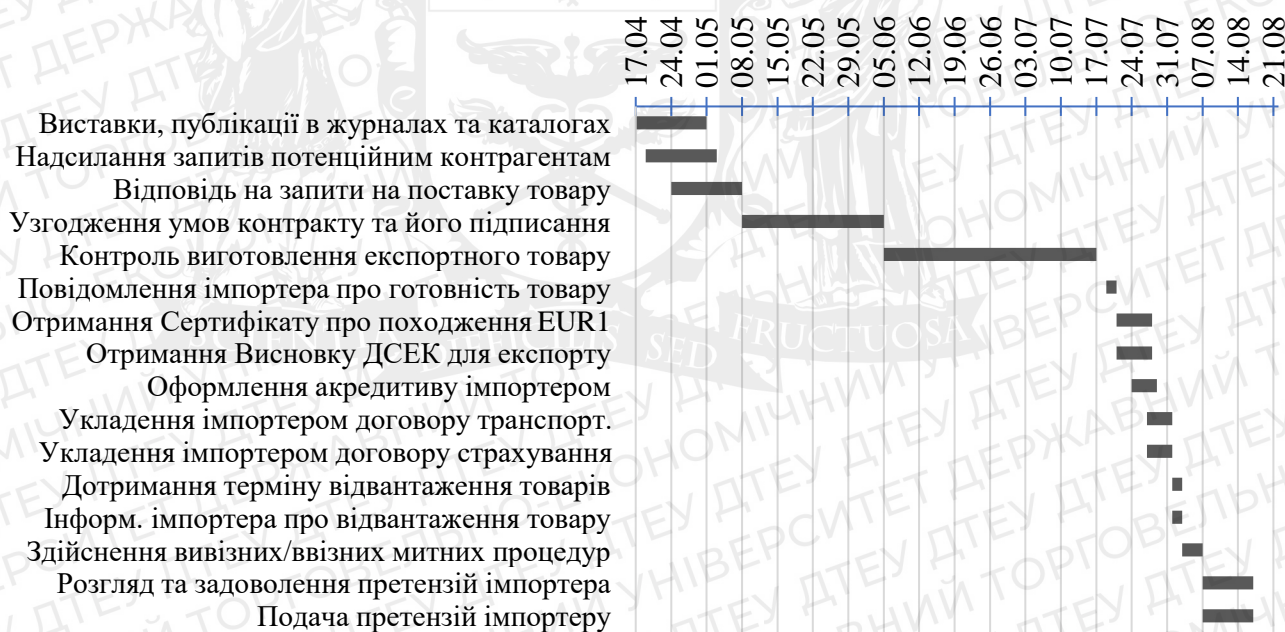 17.04 24.04 01.05 08.05 15.05 22.05 29.05 05.06 12.06 19.06 26.06 03.07 10.07 17.07 24.07 31.07 07.08 14.08 21.08
Виставки, публікації в журналах та каталогах
Надсилання запитів потенційним контрагентам
Відповідь на запити на поставку товару
Узгодження умов контракту та його підписання
Контроль виготовлення експортного товару
Повідомлення імпортера про готовність товару
Отримання Сертифікату про походження EUR1
Отримання Висновку ДСЕК для експорту
Оформлення акредитиву імпортером
Укладення імпортером договору транспорт.
Укладення імпортером договору страхування
Дотримання терміну відвантаження товарів
Інформ. імпортера про відвантаження товару
Здійснення вивізних/ввізних митних процедур
Розгляд та задоволення претензій імпортера
Подача претензій імпортеру
SED FRUCTUOSA